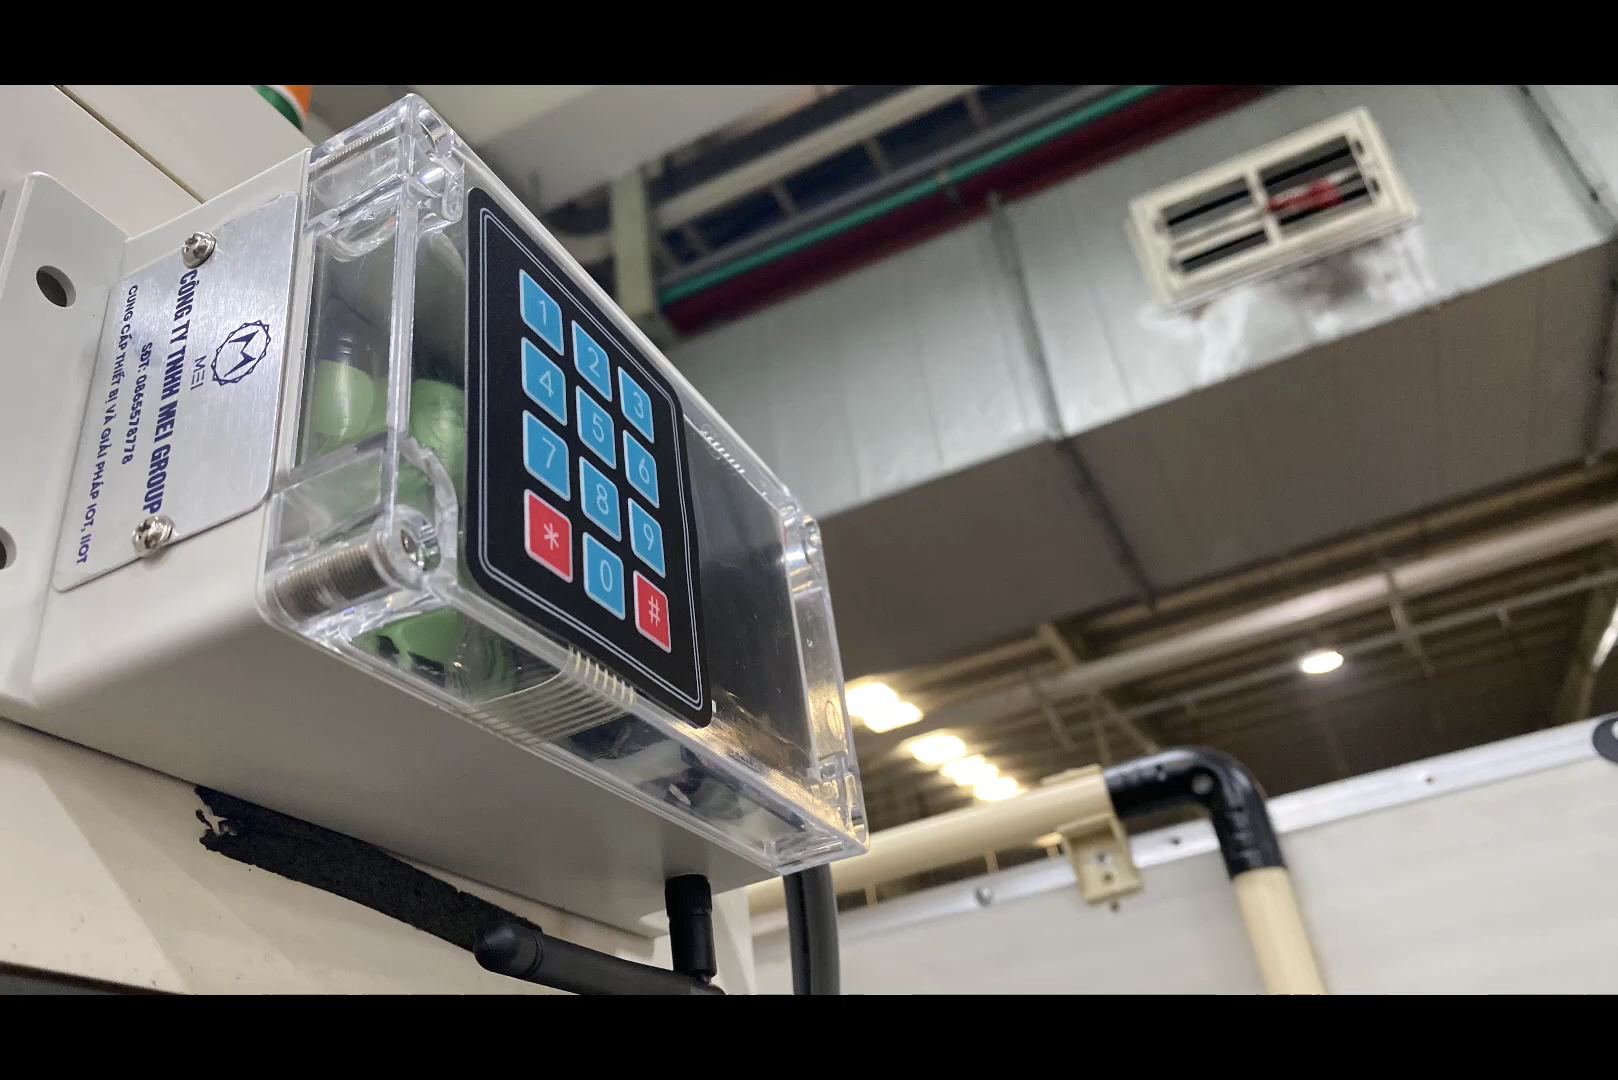 MEI
CÔNG TY TNHH MEI GROUP
SĐT: 0865578778
CUNG CẤP THIẾT BỊ VÀ GIẢI PHÁP IOT, IIOT
1 2 3
4 5 6
7 8 9
* 0 #